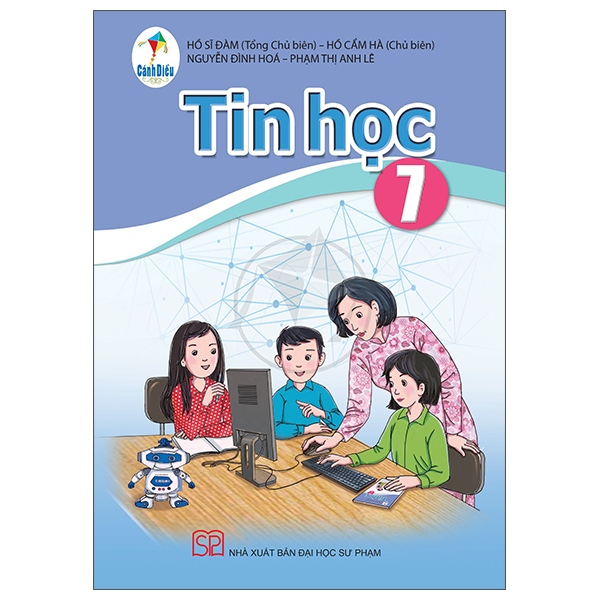 HỒ SĨ ĐÀM (Tổng Chủ biên) – HỒ CẨM HÀ (Chủ biên)
NGUYỄN ĐÌNH HOÁ – PHẠM THỊ ANH LÊ
Cánh Diều
Tin học
7
SP
NHÀ XUẤT BẢN ĐẠI HỌC SƯ PHẠM